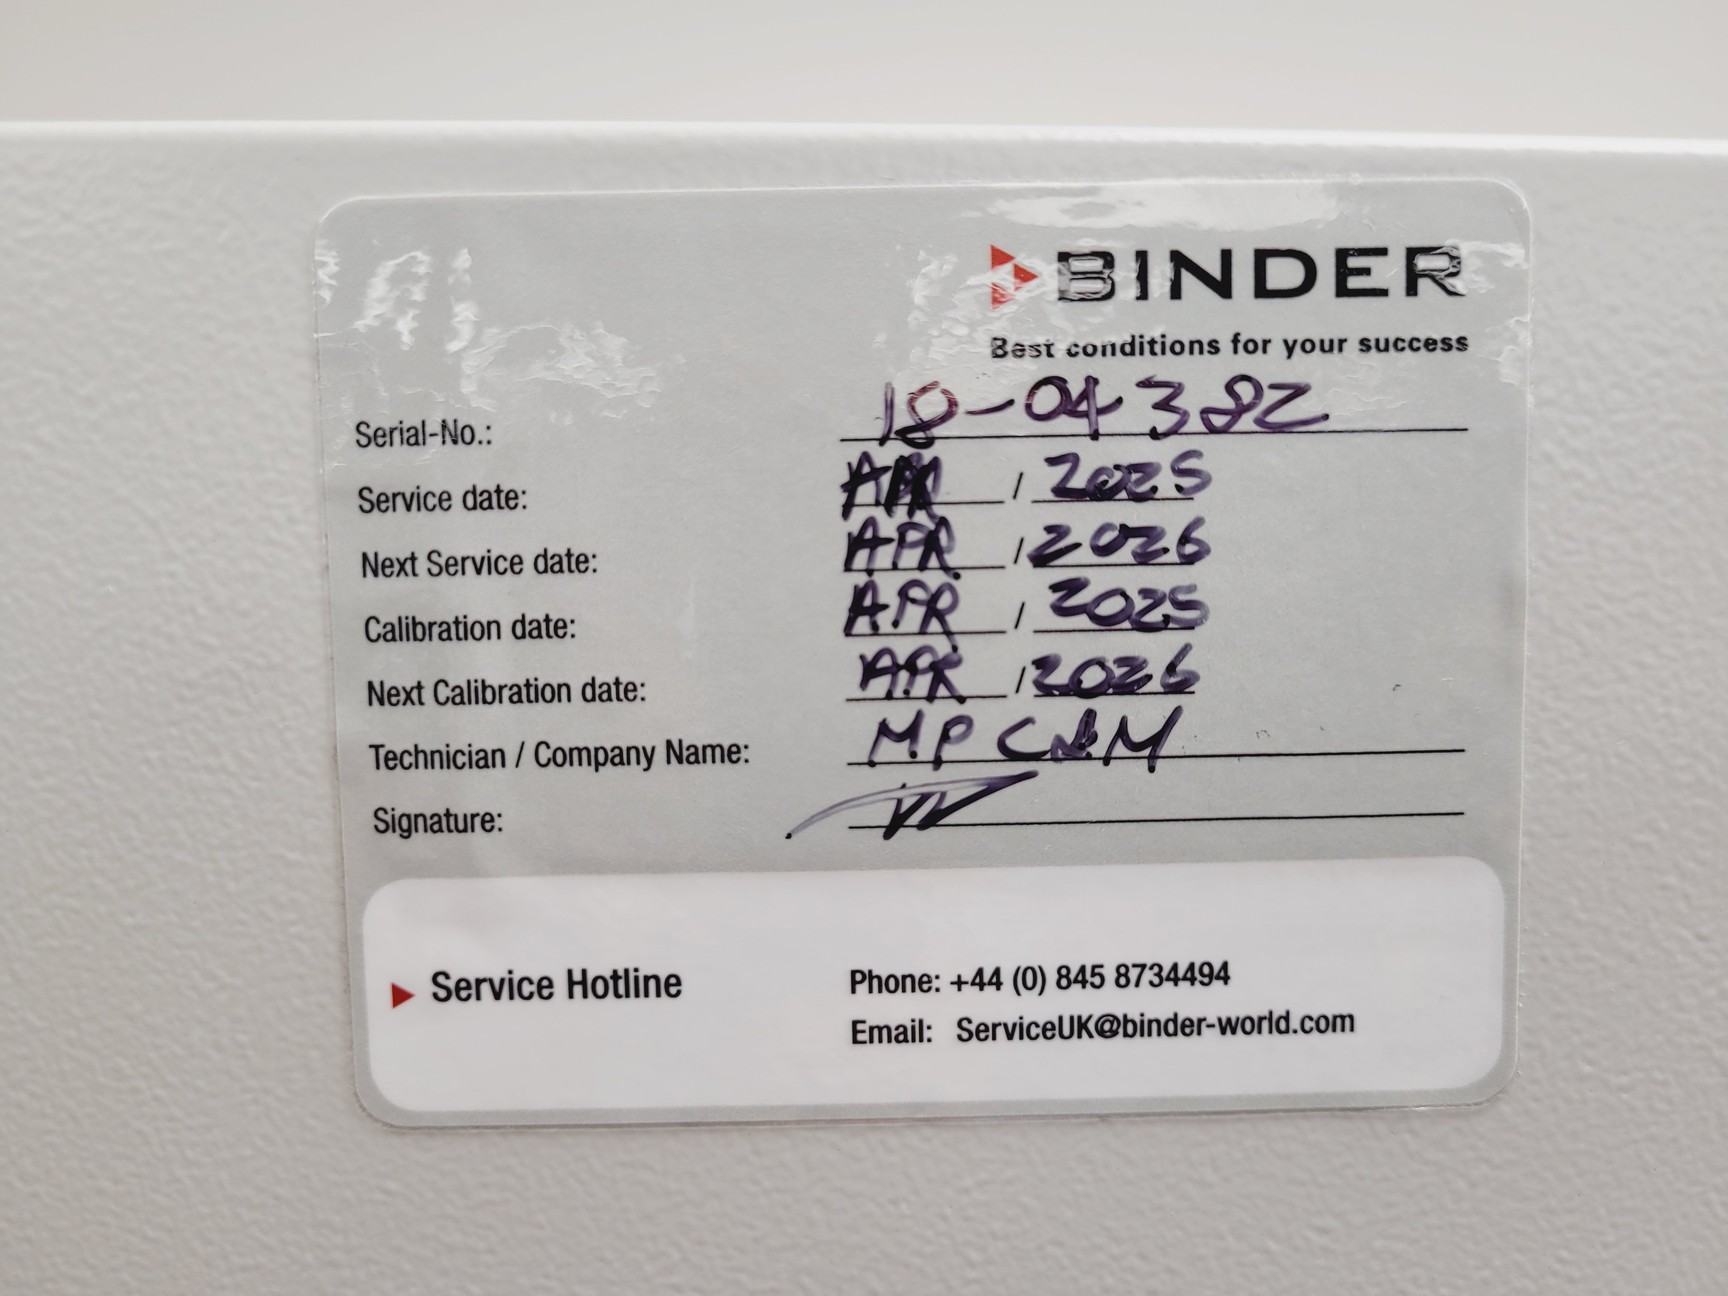 BINDER
Best conditions for your success
Serial-No.: 18-04382
Service date: APR / 2025
Next Service date: APR / 2026
Calibration date: APR / 2025
Next Calibration date: APR / 2026
Technician / Company Name: MP
Signature:
Service Hotline
Phone: +44 (0) 845 8734494
Email: ServiceUK@binder-world.com